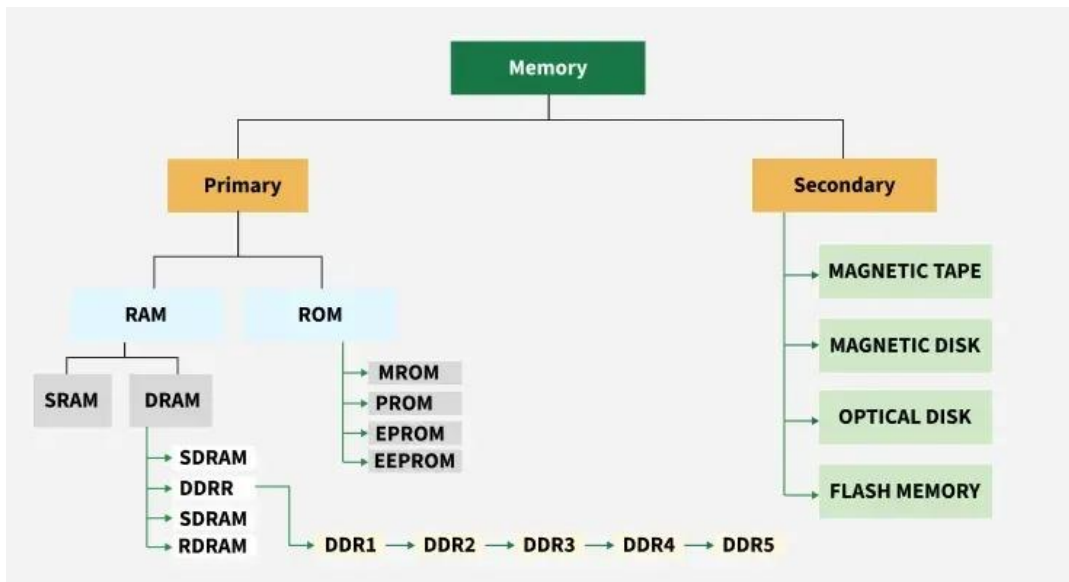 Memory
Primary
Secondary
RAM
ROM
SRAM
DRAM
SDRAM
DDRR
SDRAM
RDRAM
DDR1
DDR2
DDR3
DDR4
DDR5
MROM
PROM
EPROM
EEPROM
MAGNETIC TAPE
MAGNETIC DISK
OPTICAL DISK
FLASH MEMORY